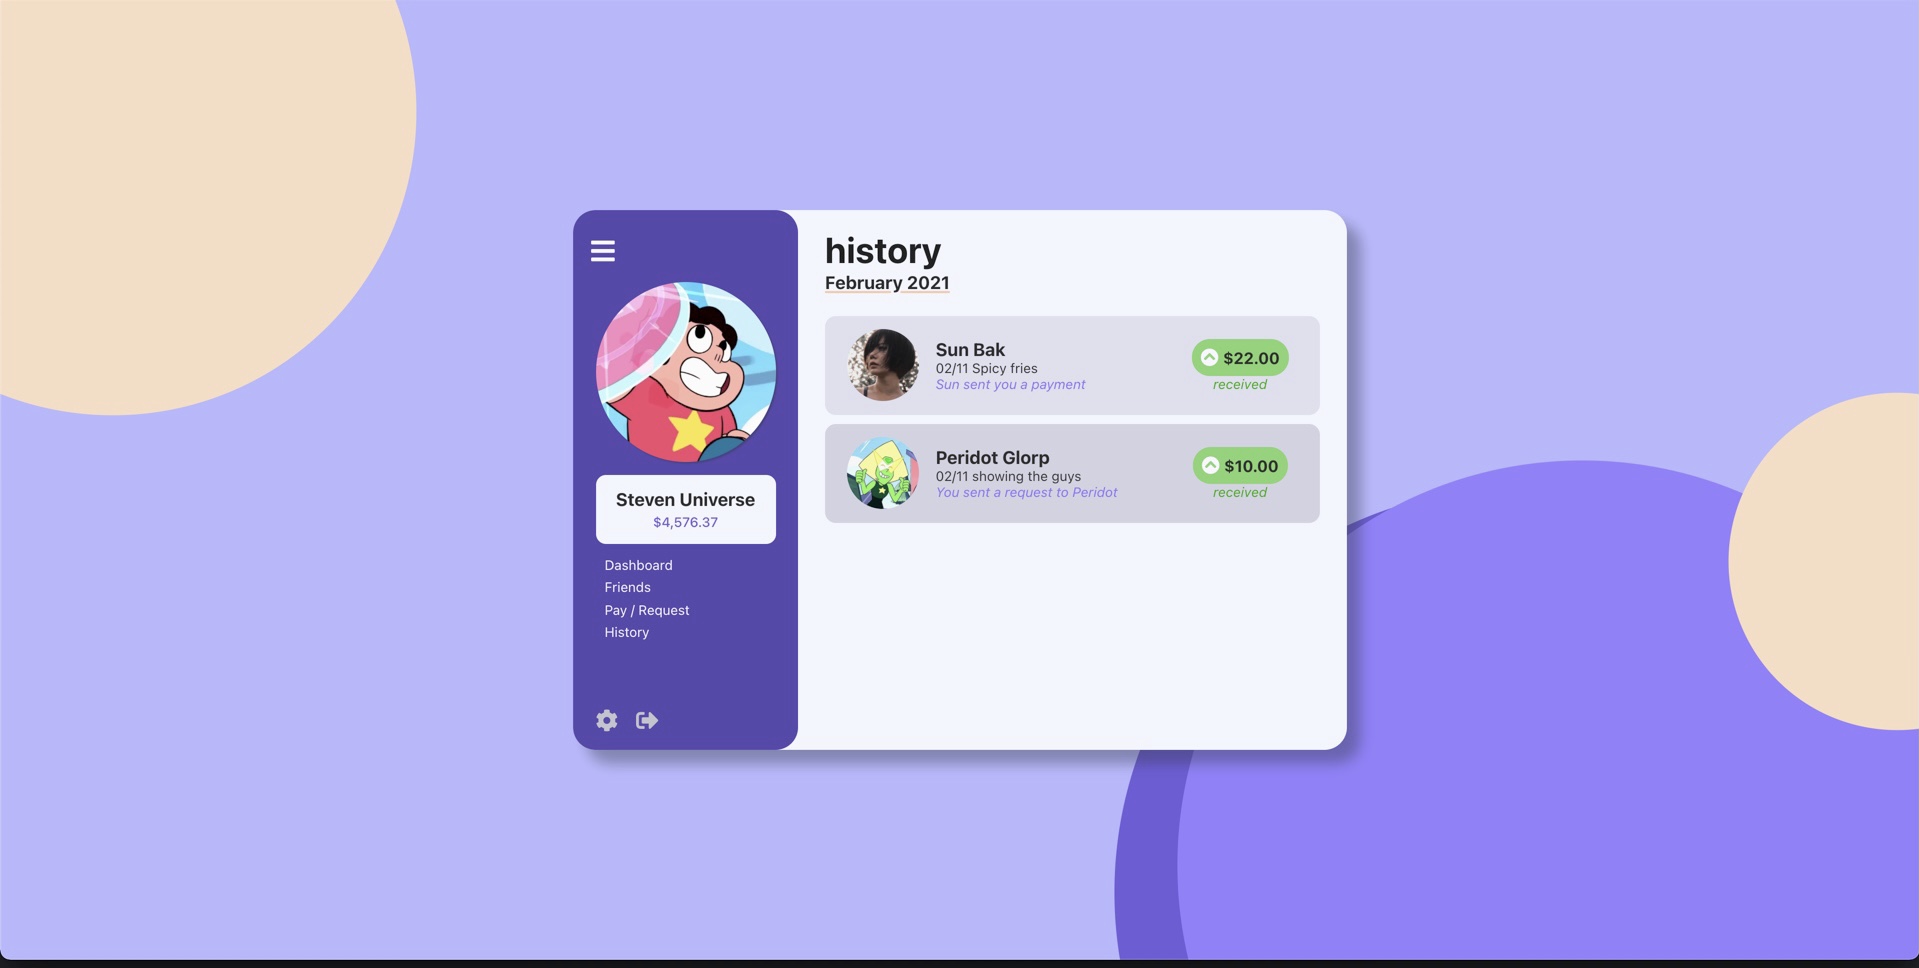 history
February 2021
Sun Bak
02/11 Spicy fries
Sun sent you a payment
$22.00
received
Peridot Glorp
02/11 showing the guys
You sent a request to Peridot
$10.00
received
Steven Universe
$4,576.37
Dashboard
Friends
Pay / Request
History